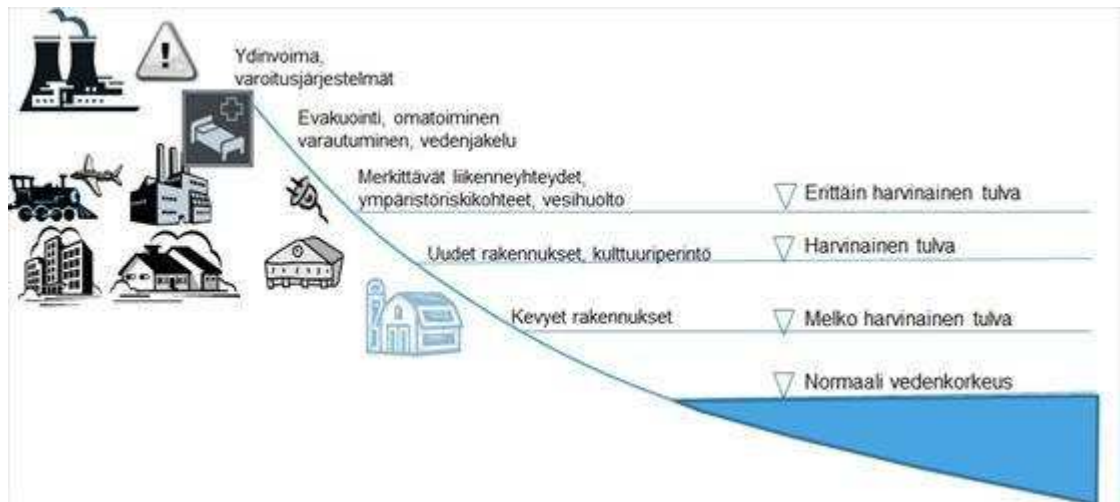 Ydinvoima,
varoitusjärjestelmät
Evakuointi, omatoiminen
varautuminen, vedenjakelu
Merkittävät liikenneyhteydet,
ympäristöriskikohteet, vesihuolto
Erittäin harvinainen tulva
Uudet rakennukset, kulttuuriperintö
Harvinainen tulva
Kevyet rakennukset
Melko harvinainen tulva
Normaali vedenkorkeus